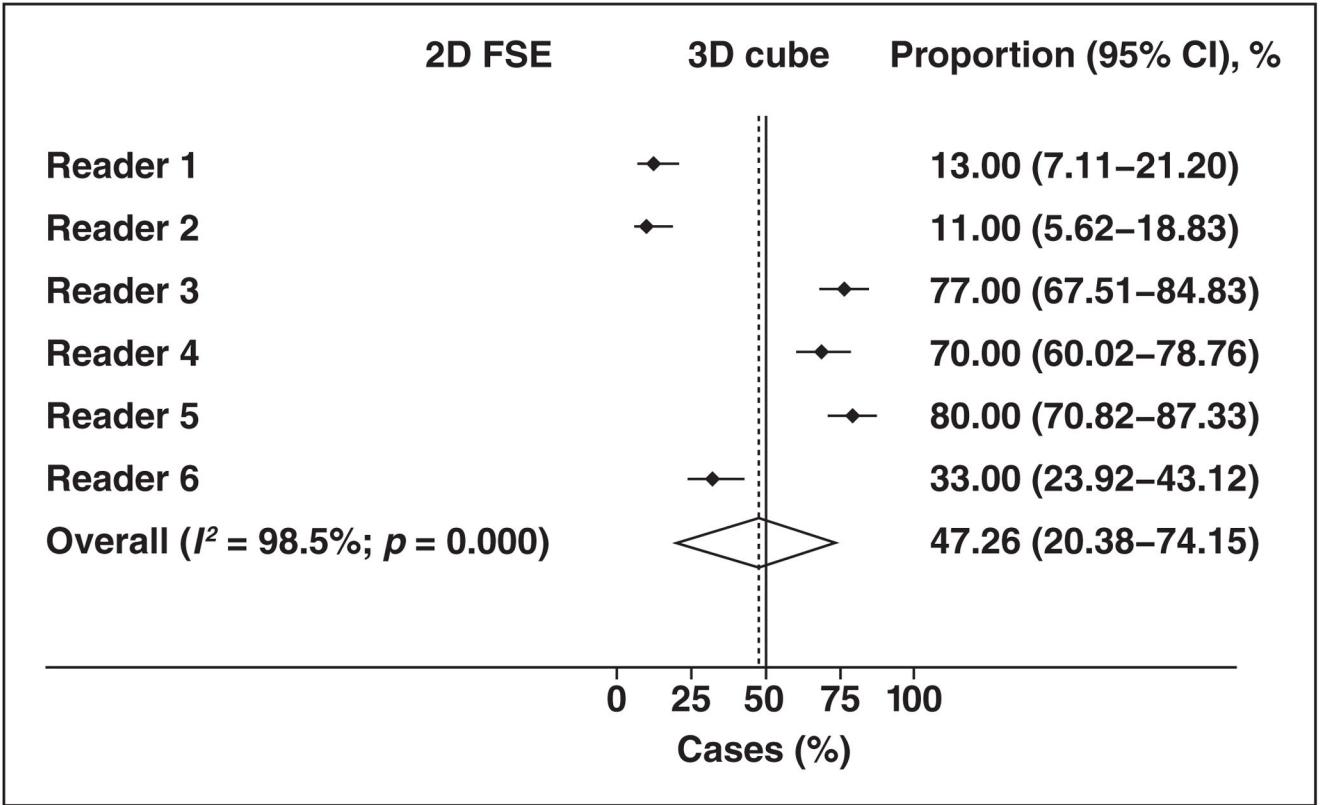 2D FSE 3D cube Proportion (95% CI), %
Reader 1 13.00 (7.11–21.20)
Reader 2 11.00 (5.62–18.83)
Reader 3 77.00 (67.51–84.83)
Reader 4 70.00 (60.02–78.76)
Reader 5 80.00 (70.82–87.33)
Reader 6 33.00 (23.92–43.12)
Overall (I² = 98.5%; p = 0.000) 47.26 (20.38–74.15)
0 25 50 75 100
Cases (%)